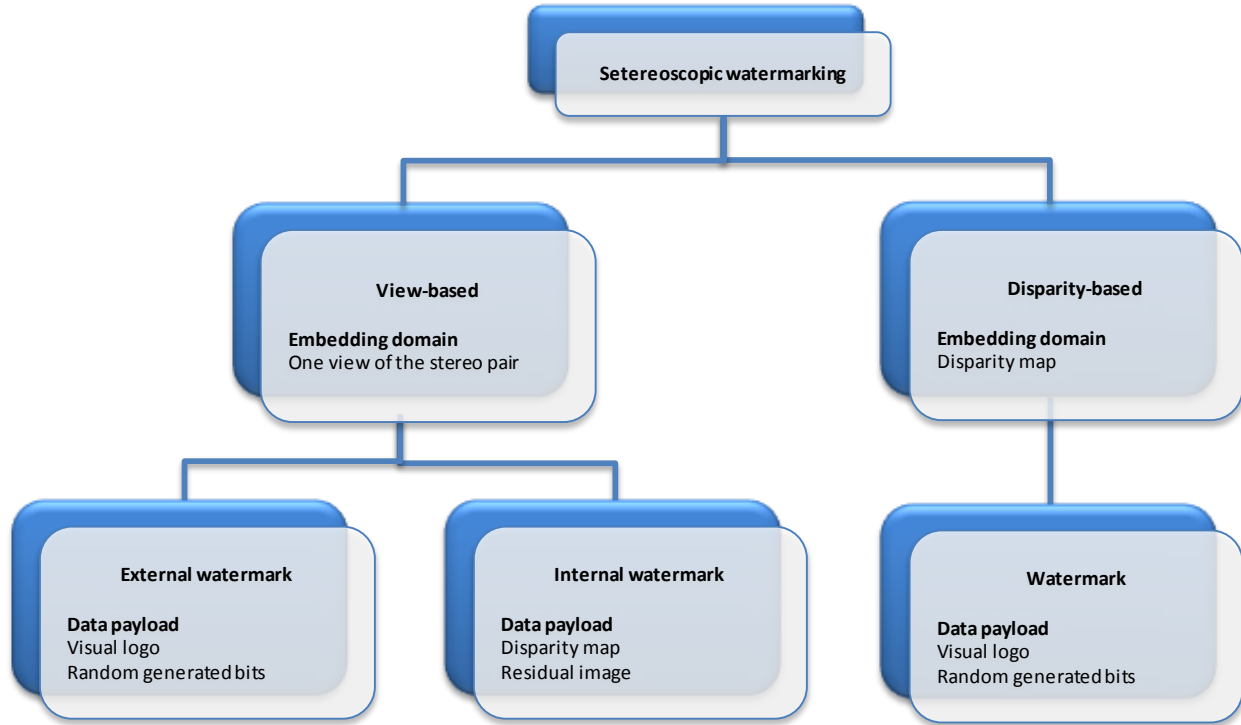 Setereoscopic watermarking
View-based
Embedding domain
One view of the stereo pair
Disparity-based
Embedding domain
Disparity map
External watermark
Data payload
Visual logo
Random generated bits
Internal watermark
Data payload
Disparity map
Residual image
Watermark
Data payload
Visual logo
Random generated bits